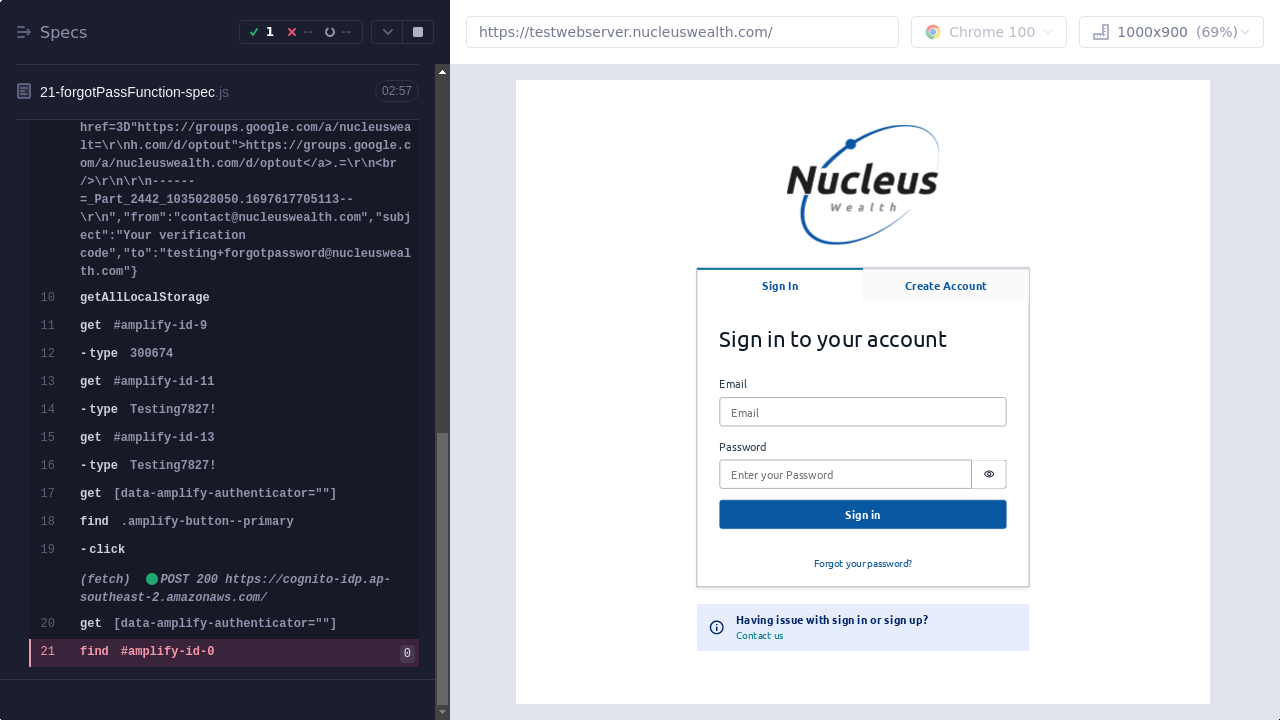 Specs
1
--
--
https://testwebserver.nucleuswealth.com/
Chrome 100
1000x900 (69%)
21-forgotPassFunction-spec.js
02:57
href=3D"https://groups.google.com/a/nucleuswea
lt=\r\nh.com/d/optout">https://groups.google.c
om/a/nucleuswealth.com/d/optout</a>.=\r\n<br
/>\r\n\r\n------
=_Part_2442_1035028050.1697617705113--
\r\n","from":"contact@nucleuswealth.com","subj
ect":"Your verification
code","to":"testing+forgotpassword@nucleusweal
th.com"}
10 getAllLocalStorage
11 get #amplify-id-9
12 -type 300674
13 get #amplify-id-11
14 -type Testing7827!
15 get #amplify-id-13
16 -type Testing7827!
17 get [data-amplify-authenticator=""]
18 find .amplify-button--primary
19 -click
(fetch) POST 200 https://cognito-idp.ap-
southeast-2.amazonaws.com/
20 get [data-amplify-authenticator=""]
21 find #amplify-id-0 0
Nucleus
Wealth
Sign In
Create Account
Sign in to your account
Email
Email
Password
Enter your Password
Sign in
Forgot your password?
Having issue with sign in or sign up?
Contact us